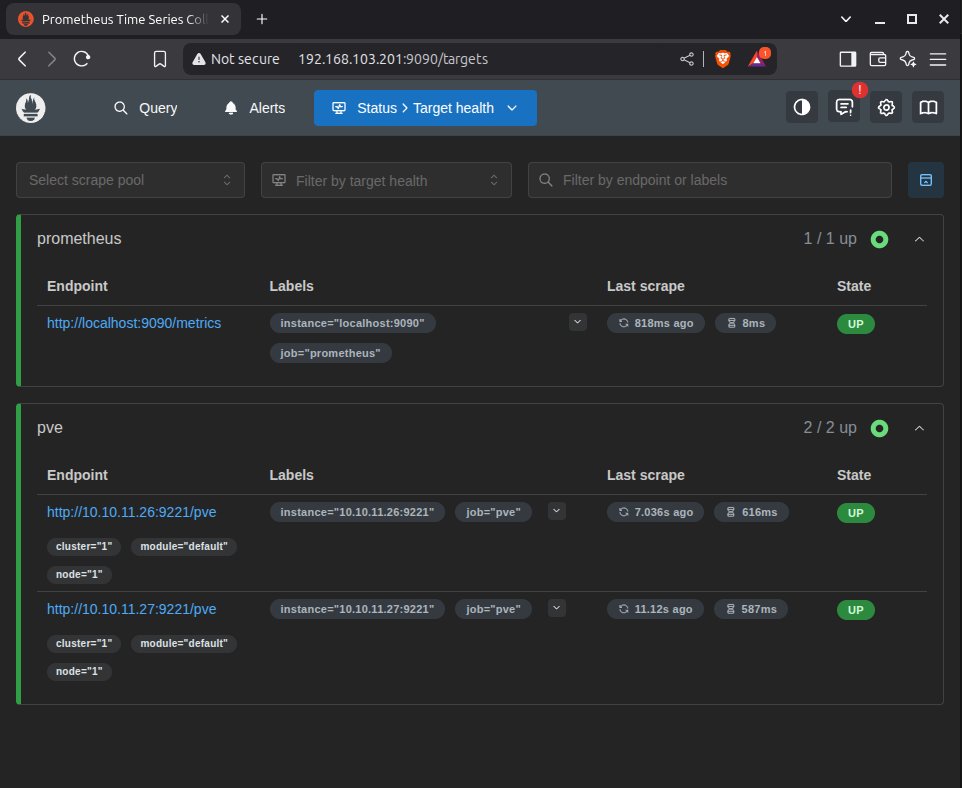 Prometheus Time Series Col
Not secure 192.168.103.201:9090/targets
1
Query Alerts Status > Target health
!
Select scrape pool Filter by target health Filter by endpoint or labels
prometheus 1 / 1 up
Endpoint Labels Last scrape State
http://localhost:9090/metrics instance="localhost:9090" 818ms ago 8ms UP
job="prometheus"
pve 2 / 2 up
Endpoint Labels Last scrape State
http://10.10.11.26:9221/pve instance="10.10.11.26:9221" job="pve" 7.036s ago 616ms UP
cluster="1" module="default"
node="1"
http://10.10.11.27:9221/pve instance="10.10.11.27:9221" job="pve" 11.12s ago 587ms UP
cluster="1" module="default"
node="1"